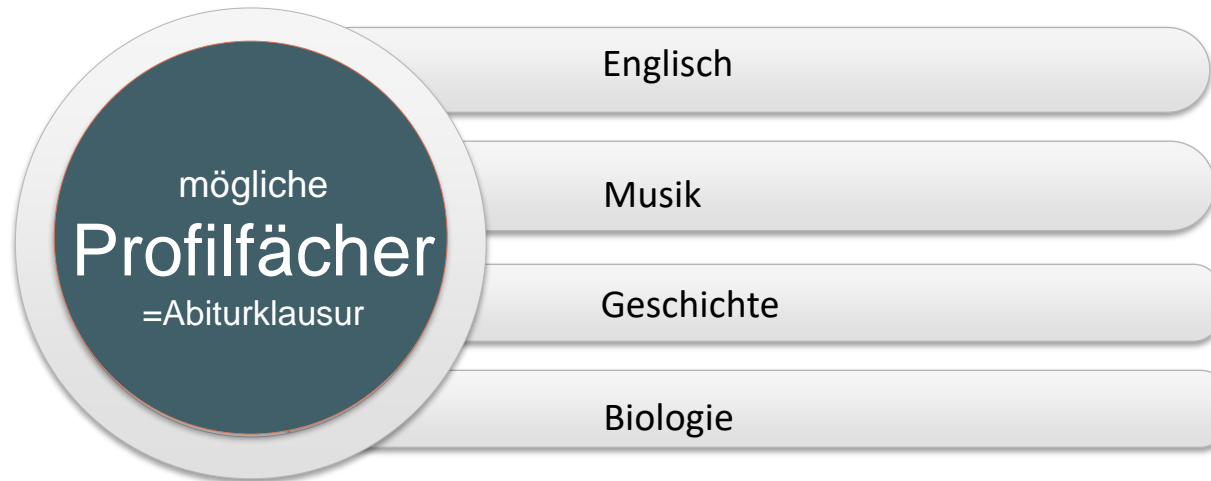 mögliche
Profilfächer
=Abiturklausur
Englisch
Musik
Geschichte
Biologie